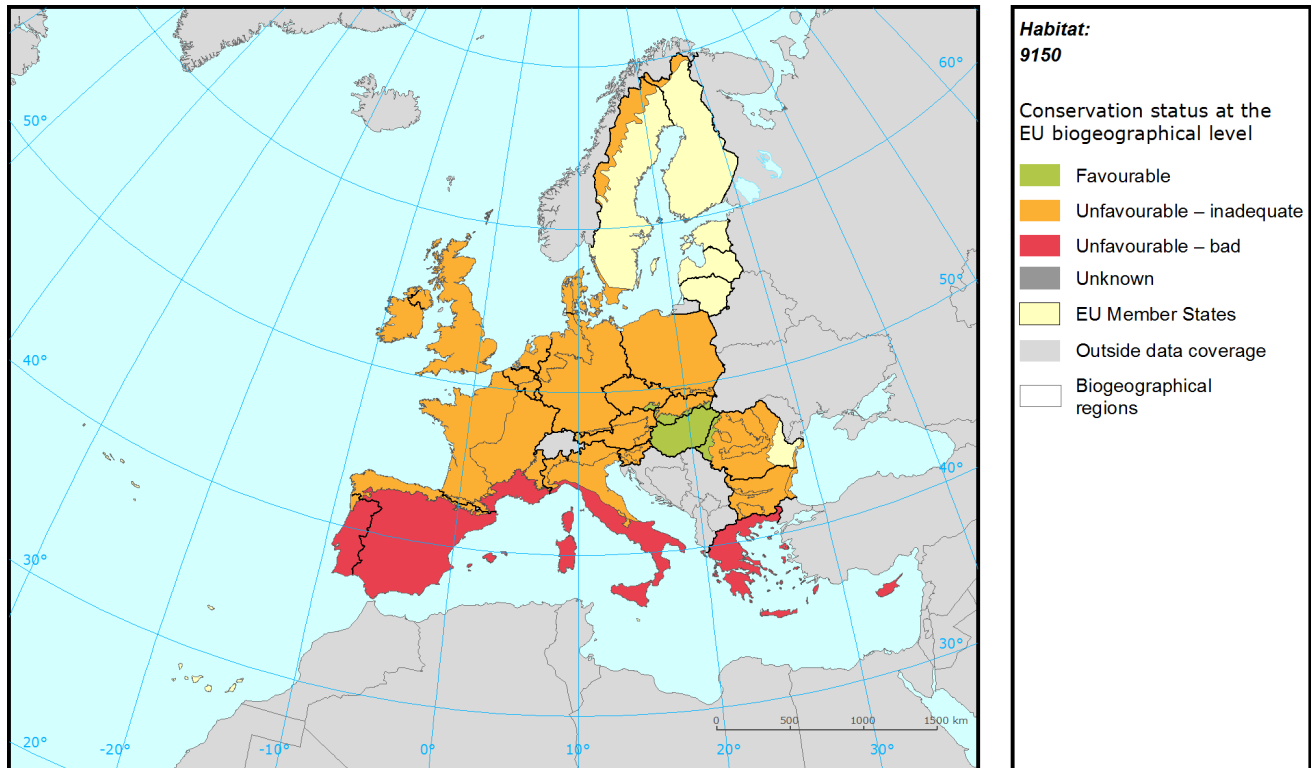 60°
50°
50°
40°
40°
30°
30°
20°
-20°
-10°
0°
10°
20°
30°
0
500
1000
1500 km
Habitat:
9150
Conservation status at the
EU biogeographical level
Favourable
Unfavourable – inadequate
Unfavourable – bad
Unknown
EU Member States
Outside data coverage
Biogeographical
regions